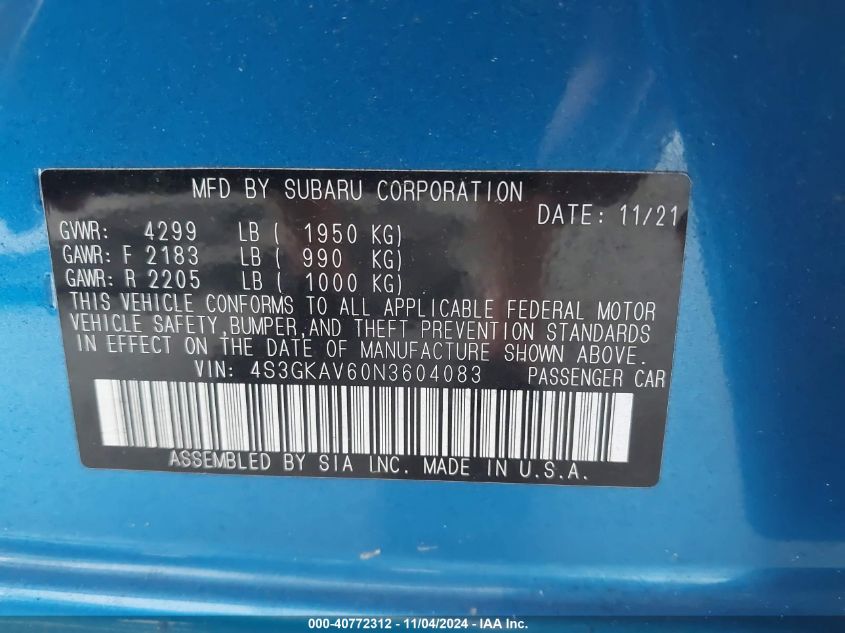 MFD BY SUBARU CORPORATION
DATE: 11/21
GVWR: 4299 LB ( 1950 KG)
GAWR: F 2183 LB ( 990 KG)
GAWR: R 2205 LB ( 1000 KG)
THIS VEHICLE CONFORMS TO ALL APPLICABLE FEDERAL MOTOR
VEHICLE SAFETY,BUMPER,AND THEFT PREVENTION STANDARDS
IN EFFECT ON THE DATE OF MANUFACTURE SHOWN ABOVE.
VIN: 4S3GKAV60N3604083 PASSENGER CAR
ASSEMBLED BY SIA INC. MADE IN U.S.A.
000-40772312 - 11/04/2024 - IAA, Inc.